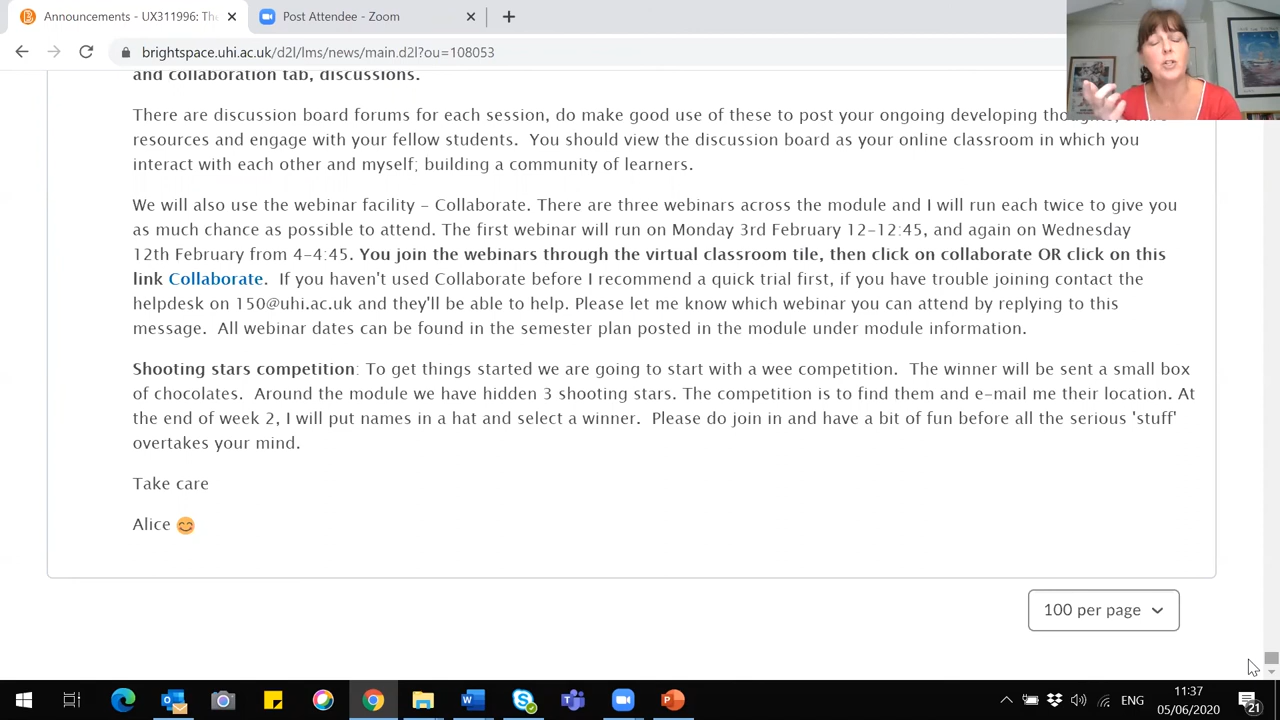 Announcements - UX311996: The
Post Attendee - Zoom
brightspace.uhi.ac.uk/d2l/lms/news/main.d2l?ou=108053
and collaboration tab, discussions.
There are discussion board forums for each session, do make good use of these to post your ongoing developing
resources and engage with your fellow students. You should view the discussion board as your online classroom in which you
interact with each other and myself; building a community of learners.
We will also use the webinar facility – Collaborate. There are three webinars across the module and I will run each twice to give you
as much chance as possible to attend. The first webinar will run on Monday 3rd February 12-12:45, and again on Wednesday
12th February from 4-4:45. You join the webinars through the virtual classroom tile, then click on collaborate OR click on this
link Collaborate. If you haven't used Collaborate before I recommend a quick trial first, if you have trouble joining contact the
helpdesk on 150@uhi.ac.uk and they'll be able to help. Please let me know which webinar you can attend by replying to this
message. All webinar dates can be found in the semester plan posted in the module under module information.
Shooting stars competition: To get things started we are going to start with a wee competition. The winner will be sent a small box
of chocolates. Around the module we have hidden 3 shooting stars. The competition is to find them and e-mail me their location. At
the end of week 2, I will put names in a hat and select a winner. Please do join in and have a bit of fun before all the serious 'stuff'
overtakes your mind.
Take care
Alice 😊
100 per page
ENG
11:37
05/06/2020
21